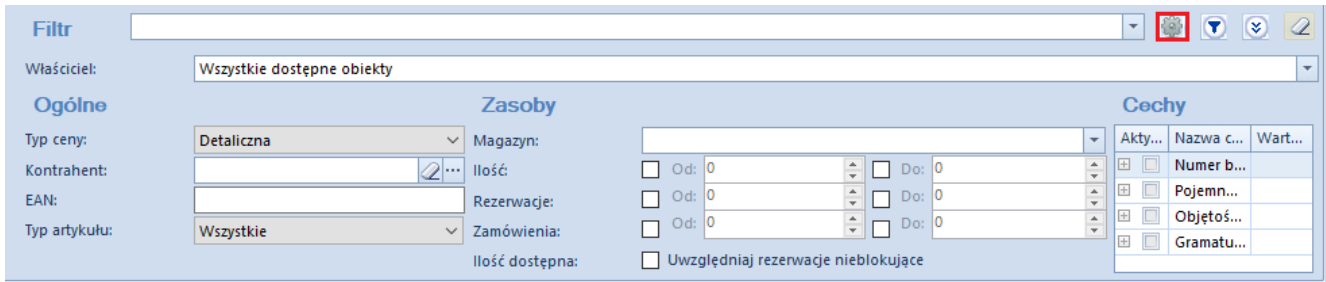 Filtr
Właściciel: Wszystkie dostępne obiekty
Ogólne Zasoby Cechy
Typ ceny: Detaliczna Magazyn: Akty... Nazwa c... Wart...
Kontrahent: ... Ilość: Od: 0 Do: 0 Numer b...
EAN: Rezerwacje: Od: 0 Do: 0 Pojemn...
Typ artykułu: Wszystkie Zamówienia: Od: 0 Do: 0 Objętoś...
Ilość dostępna: Uwzględniaj rezerwacje nieblokujące Gramatu...